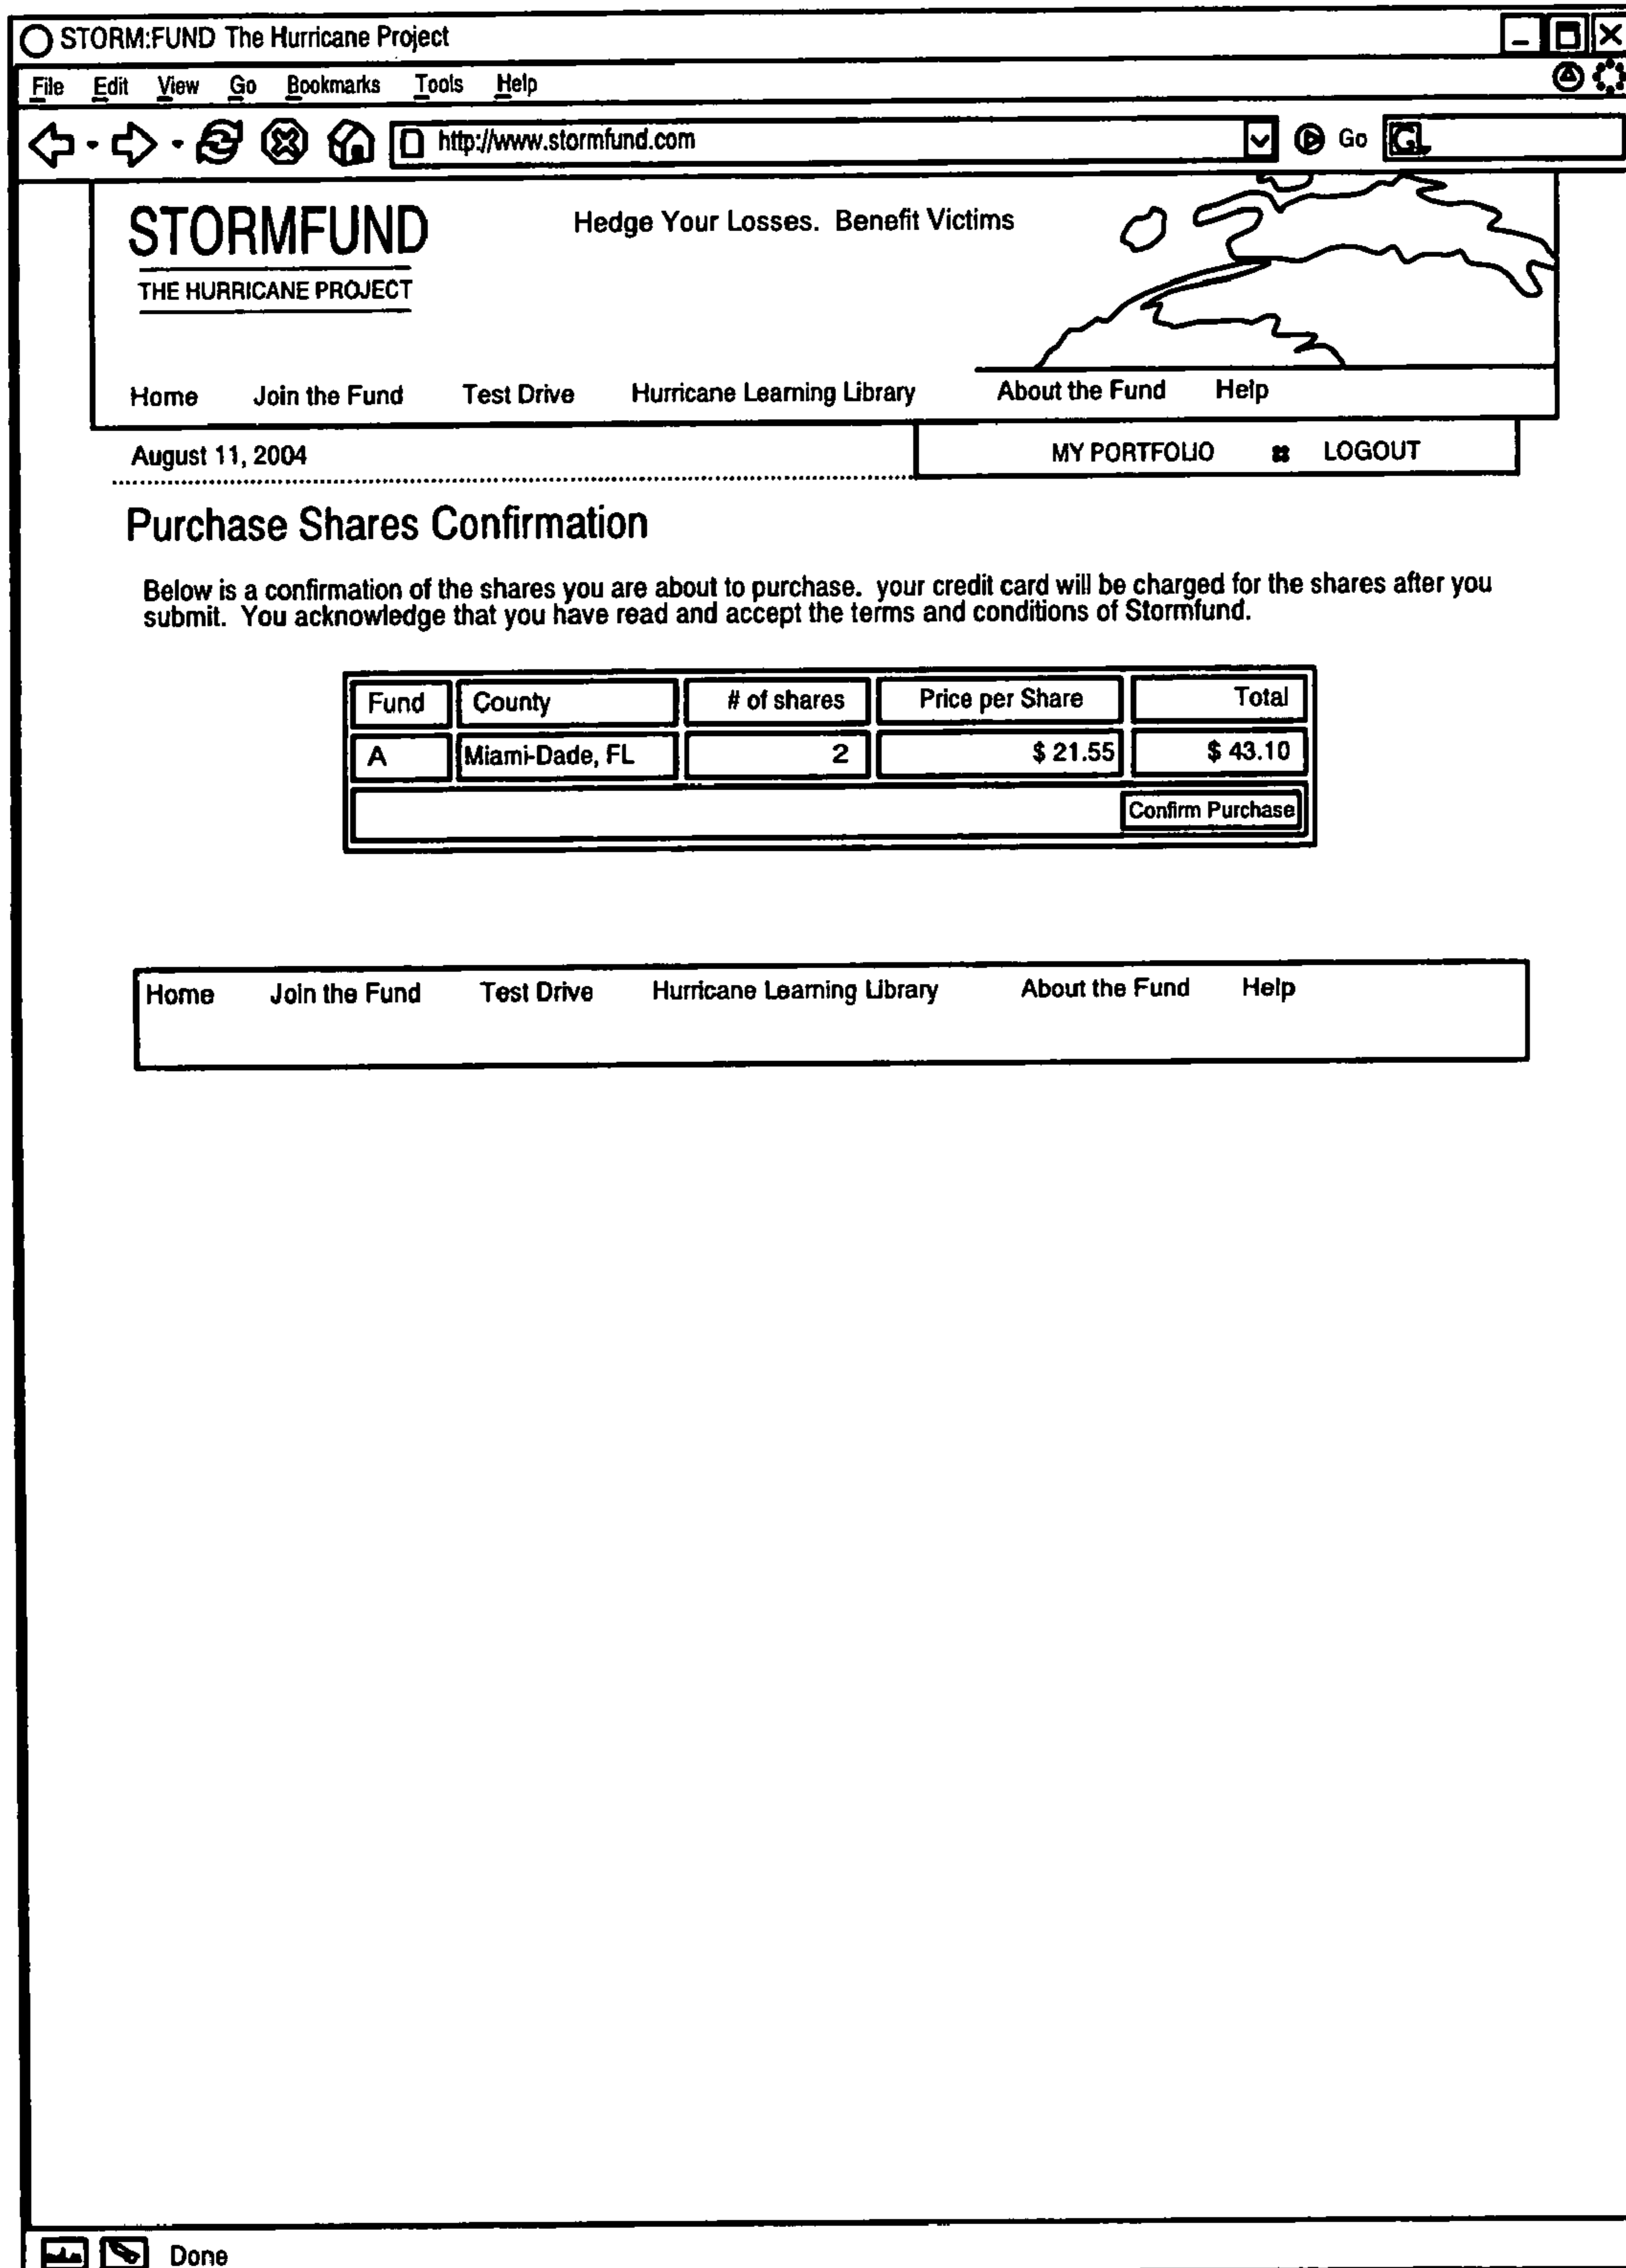 STORM:FUND The Hurricane Project
File Edit View Go Bookmarks Tools Help
http://www.stormfund.com Go G
STORMFUND
Hedge Your Losses. Benefit Victims
THE HURRICANE PROJECT
Home Join the Fund Test Drive Hurricane Learning Library About the Fund Help
August 11, 2004 MY PORTFOLIO LOGOUT
Purchase Shares Confirmation
Below is a confirmation of the shares you are about to purchase. your credit card will be charged for the shares after you
submit. You acknowledge that you have read and accept the terms and conditions of Stormfund.
Fund County # of shares Price per Share Total
A Miami-Dade, FL 2 $ 21.55 $ 43.10
Confirm Purchase
Home Join the Fund Test Drive Hurricane Learning Library About the Fund Help
Done